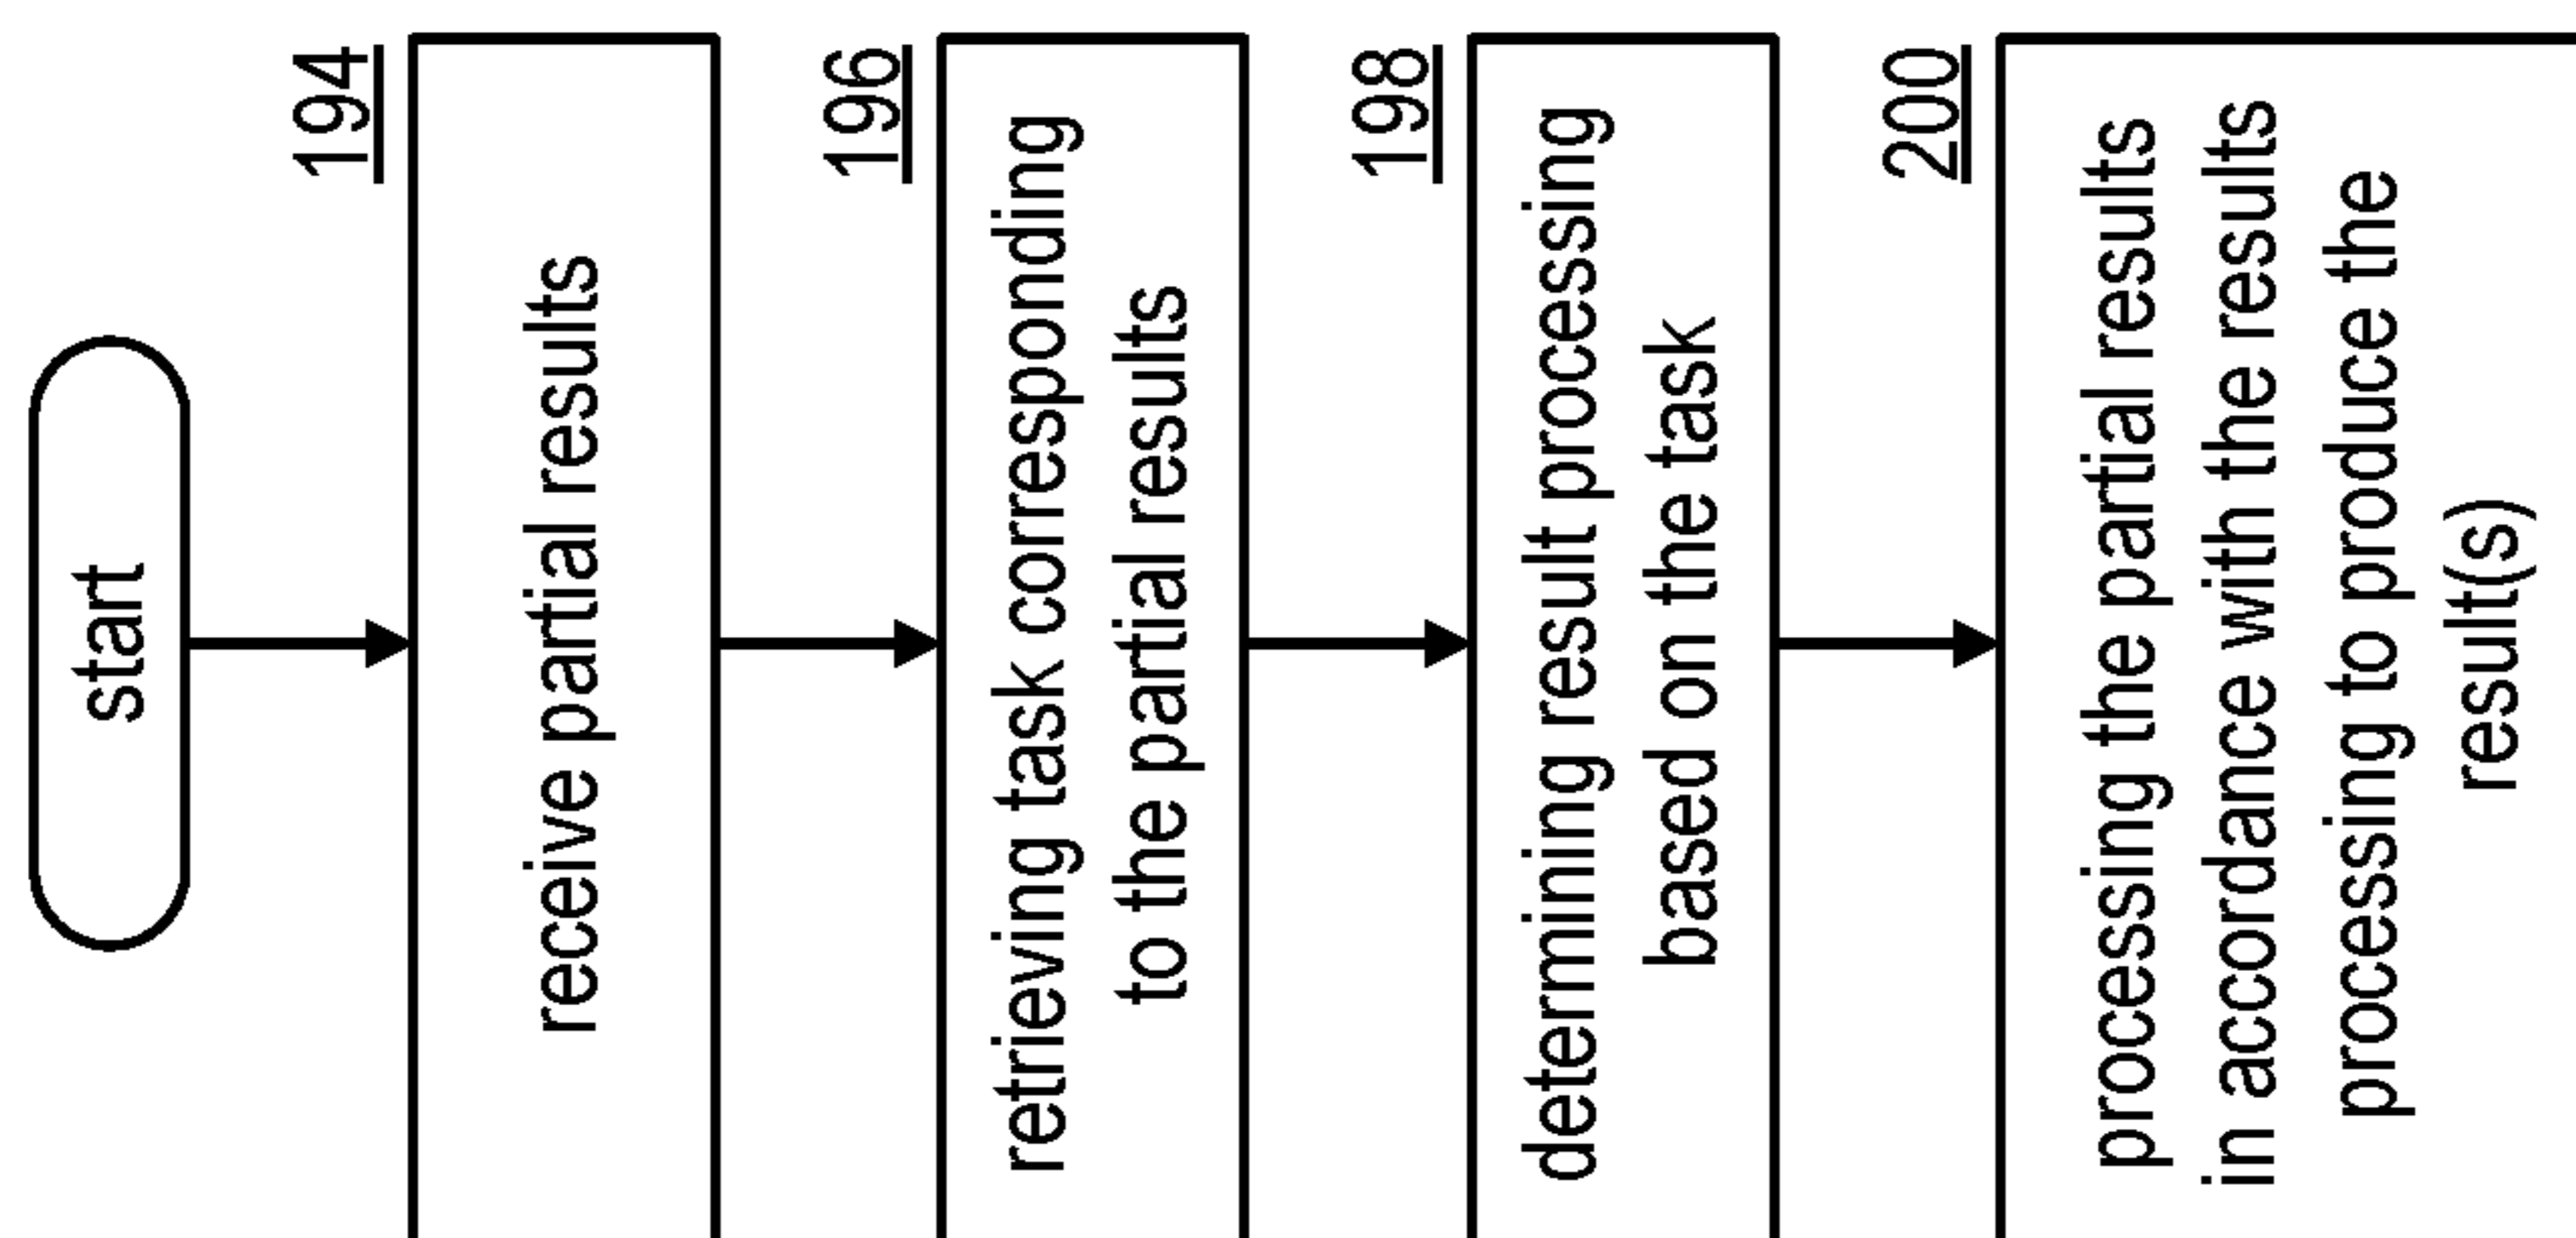 start
194
receive partial results
196
retrieving task corresponding
to the partial results
198
determining result processing
based on the task
200
processing the partial results
in accordance with the results
processing to produce the
result(s)